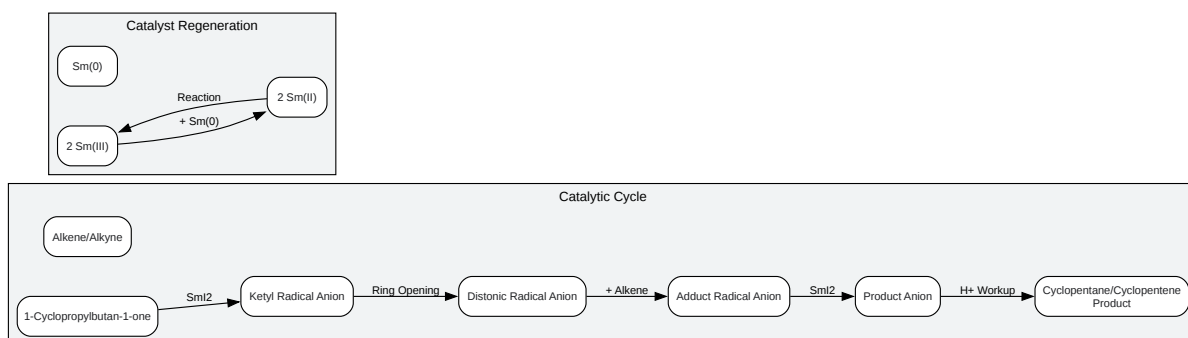 Catalyst Regeneration
Sm(0)
2 Sm(II)
Reaction
+ Sm(0)
2 Sm(III)
Catalytic Cycle
Alkene/Alkyne
1-Cyclopropylbutan-1-one
SmI2
Ketyl Radical Anion
Ring Opening
Distonic Radical Anion
+ Alkene
Adduct Radical Anion
SmI2
Product Anion
H+ Workup
Cyclopentane/Cyclopentene
Product